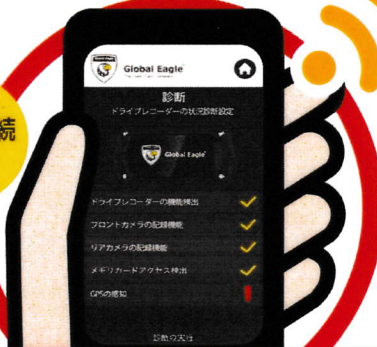 続
Global Eagle
診断
ドライブレコーダーの状況診断設定
Global Eagle
ドライブレコーダーの機能検出
フロントカメラの記録機能
リアカメラの記録機能
メモリカードアクセス検出
GPSの感知
診断の実行